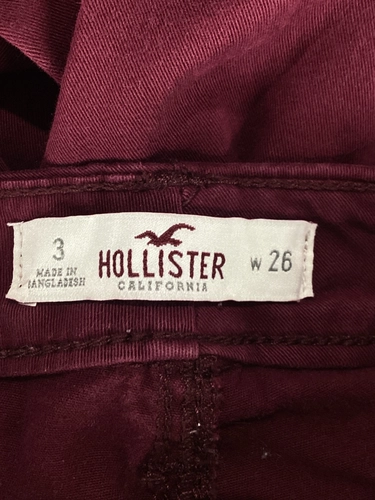 3
MADE IN
BANGLADESH
HOLLISTER
CALIFORNIA
W 26